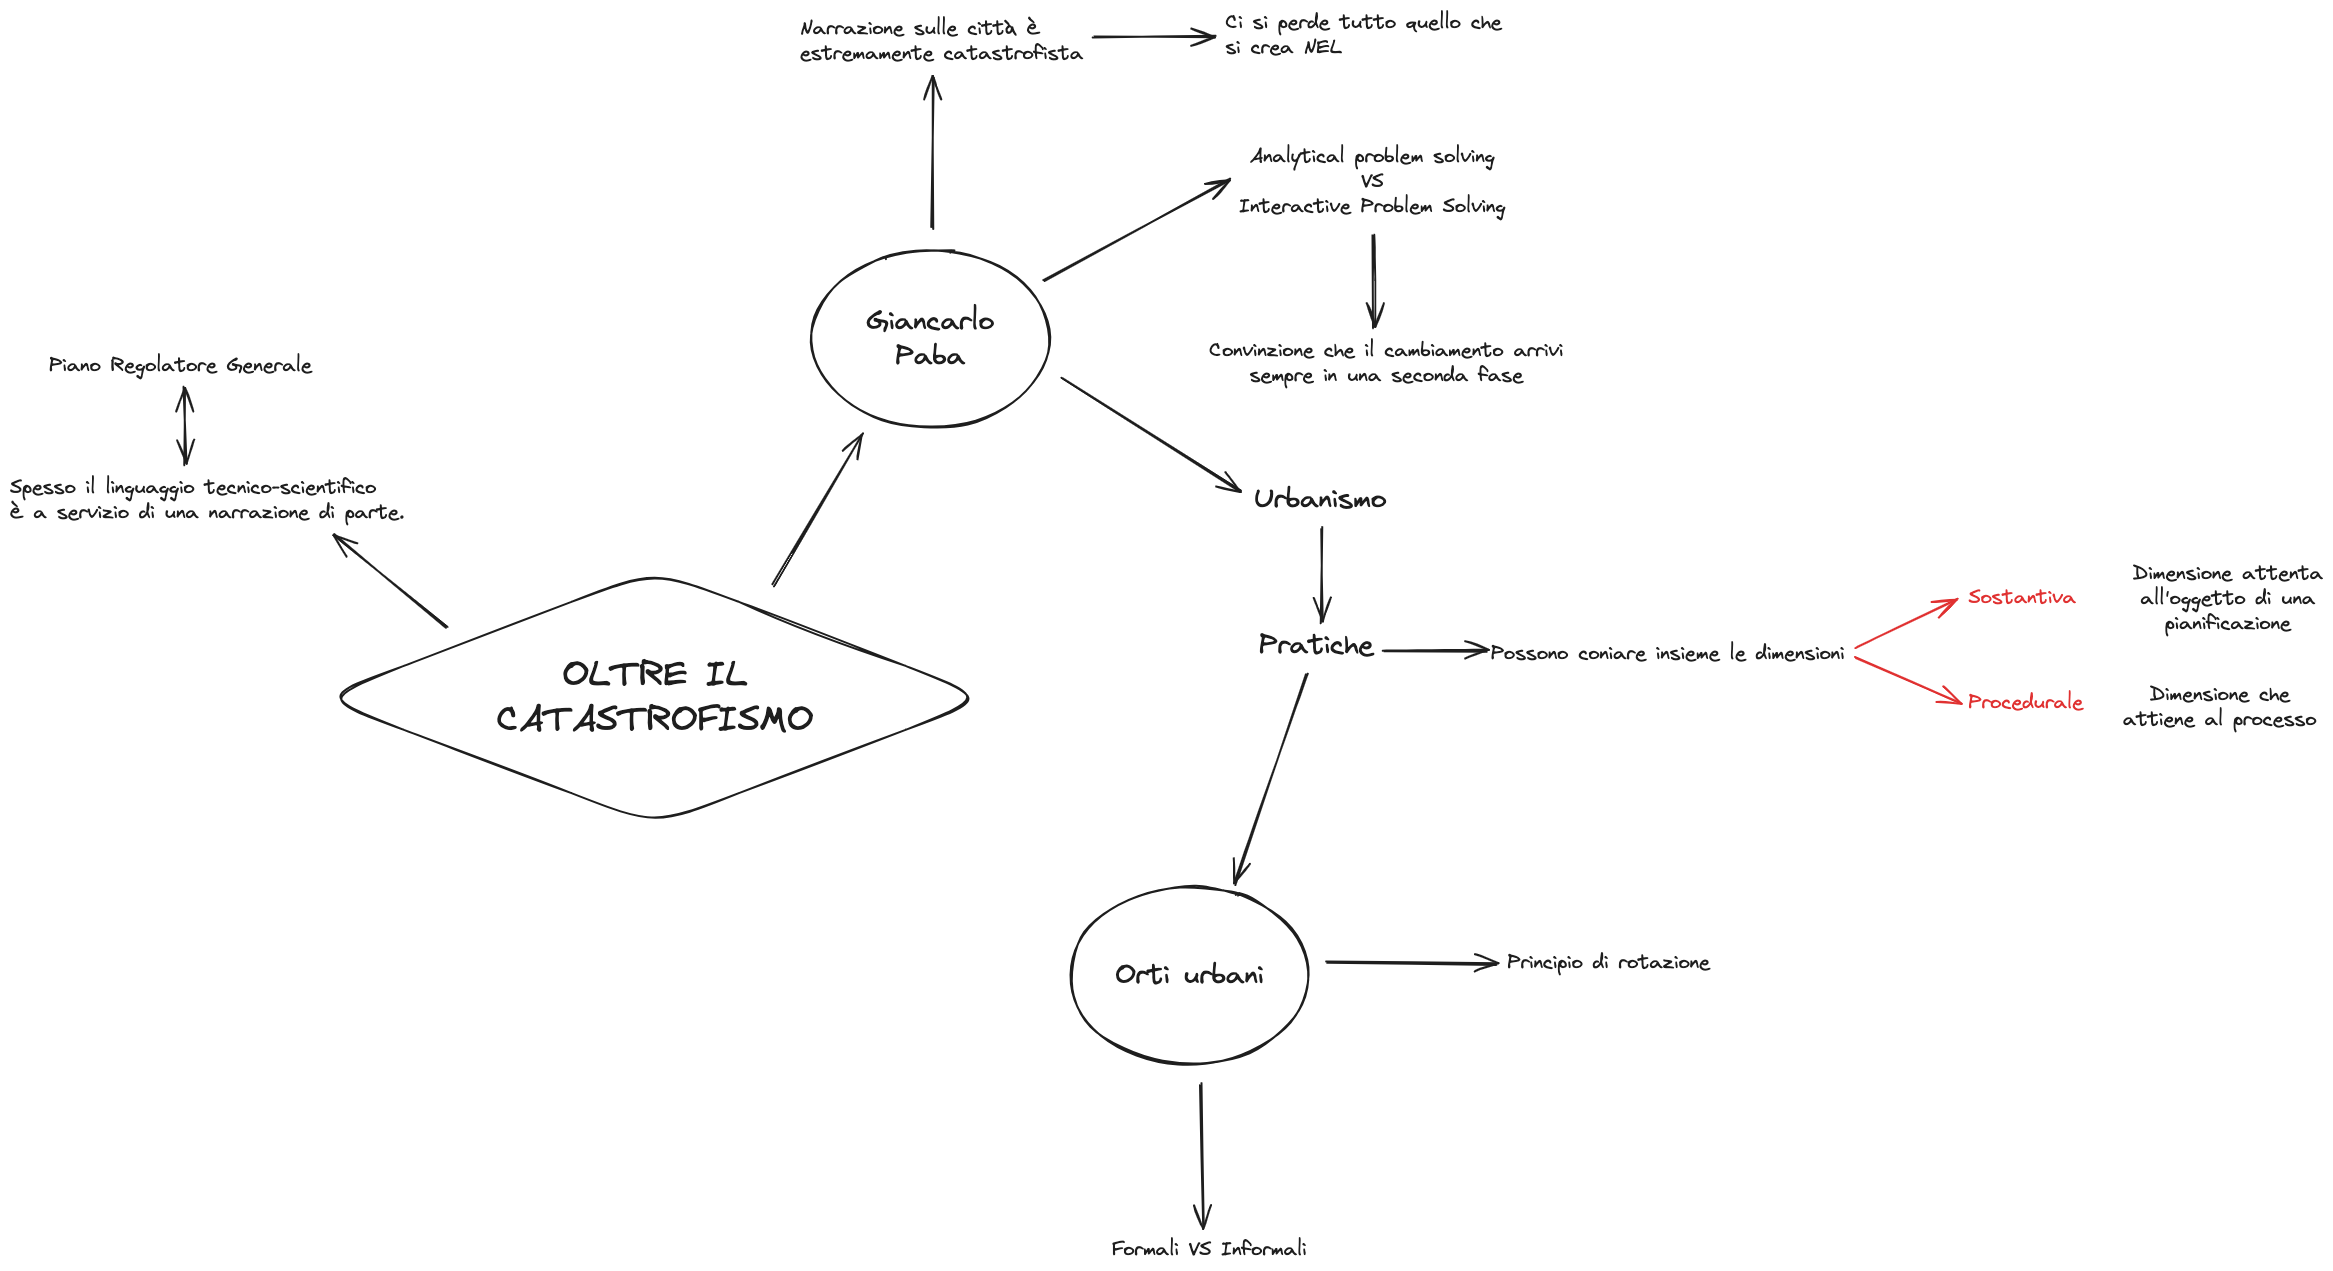 Narrazione sulle città è
estremamente catastrofista
Ci si perde tutto quello che
si crea NEL
Analytical problem solving
VS
Interactive Problem Solving
Giancarlo
Paba
Convinzione che il cambiamento arrivi
sempre in una seconda fase
Piano Regolatore Generale
Spesso il linguaggio tecnico-scientifico
è a servizio di una narrazione di parte.
Urbanismo
OLTRE IL
CATASTROFISMO
Pratiche
Possono coniare insieme le dimensioni
Sostantiva
Dimensione attenta
all'oggetto di una
pianificazione
Procedurale
Dimensione che
attiene al processo
Orti urbani
Principio di rotazione
Formali VS Informali